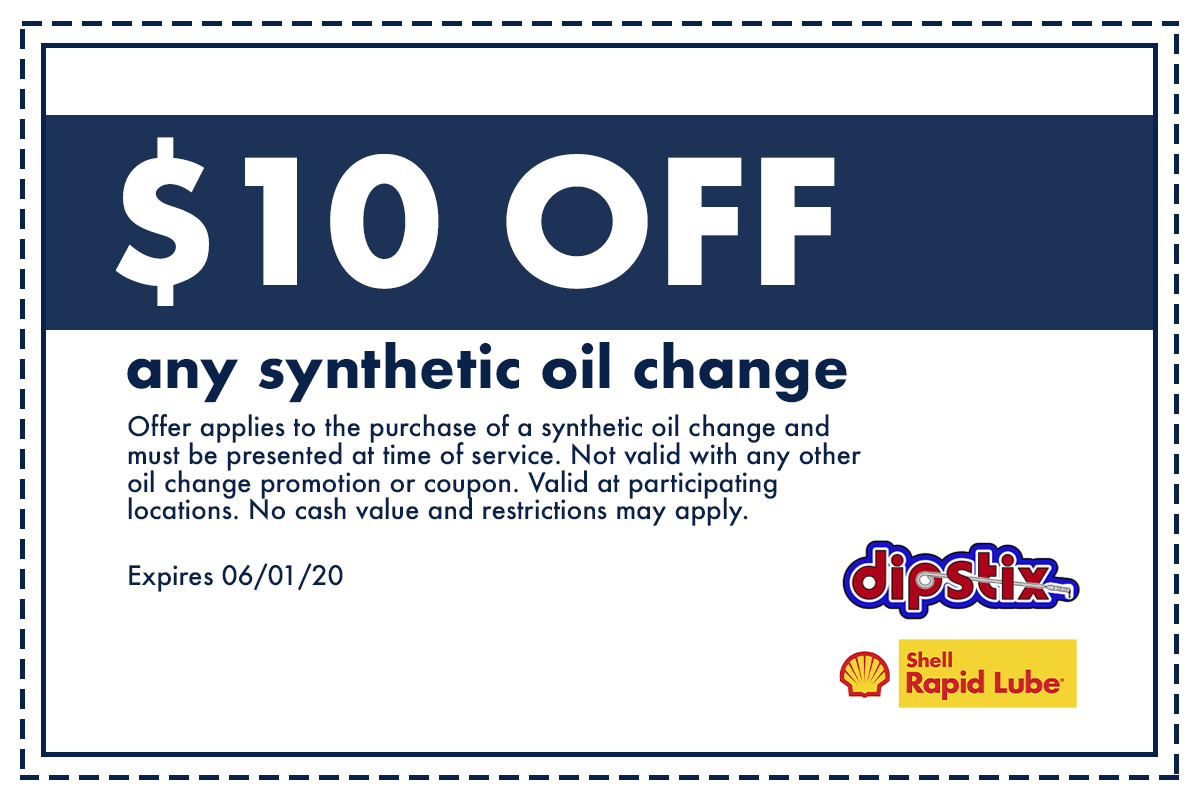 $10 OFF
any synthetic oil change
Offer applies to the purchase of a synthetic oil change and
must be presented at time of service. Not valid with any other
oil change promotion or coupon. Valid at participating
locations. No cash value and restrictions may apply.
Expires 06/01/20
dipstix
Shell
Rapid Lube